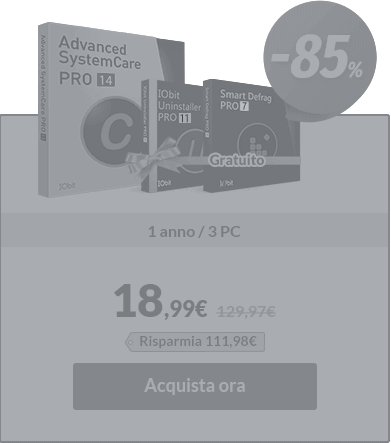 Advanced
SystemCare
PRO 14
Advanced SystemCare PRO
IObit
IObit
Uninstaller
PRO 11
IObit
Smart Defrag
PRO 7
IObit
-85%
Gratuito
1 anno / 3 PC
18,99€ 129,97€
Risparmia 111,98€
Acquista ora